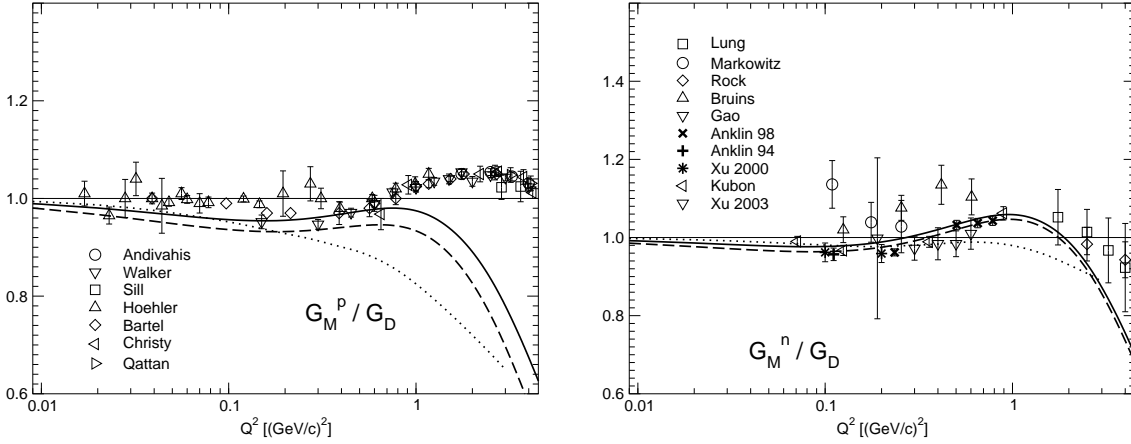 1.2
1.0
0.8
0.6
Andivahis
Walker
Sill
Hoehler
Bartel
Christy
Qattan
G_M^p / G_D
0.01
0.1
1
Q^2 [(GeV/c)^2]
1.4
1.2
1.0
0.8
0.6
Lung
Markowitz
Rock
Bruins
Gao
Anklin 98
Anklin 94
Xu 2000
Kubon
Xu 2003
G_M^n / G_D
0.01
0.1
1
Q^2 [(GeV/c)^2]